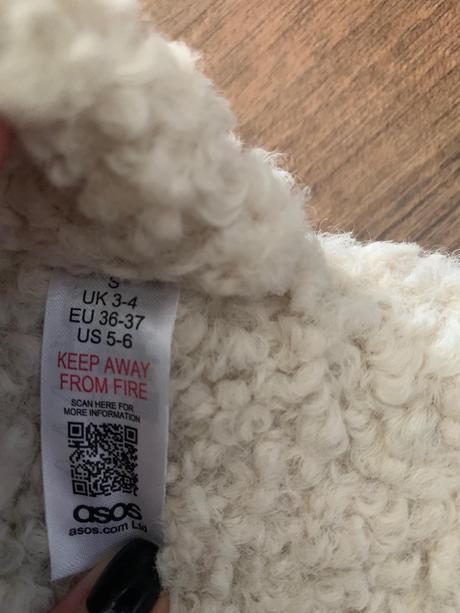 S
UK 3-4
EU 36-37
US 5-6
KEEP AWAY
FROM FIRE
SCAN HERE FOR
MORE INFORMATION
asos
asos.com Ltd